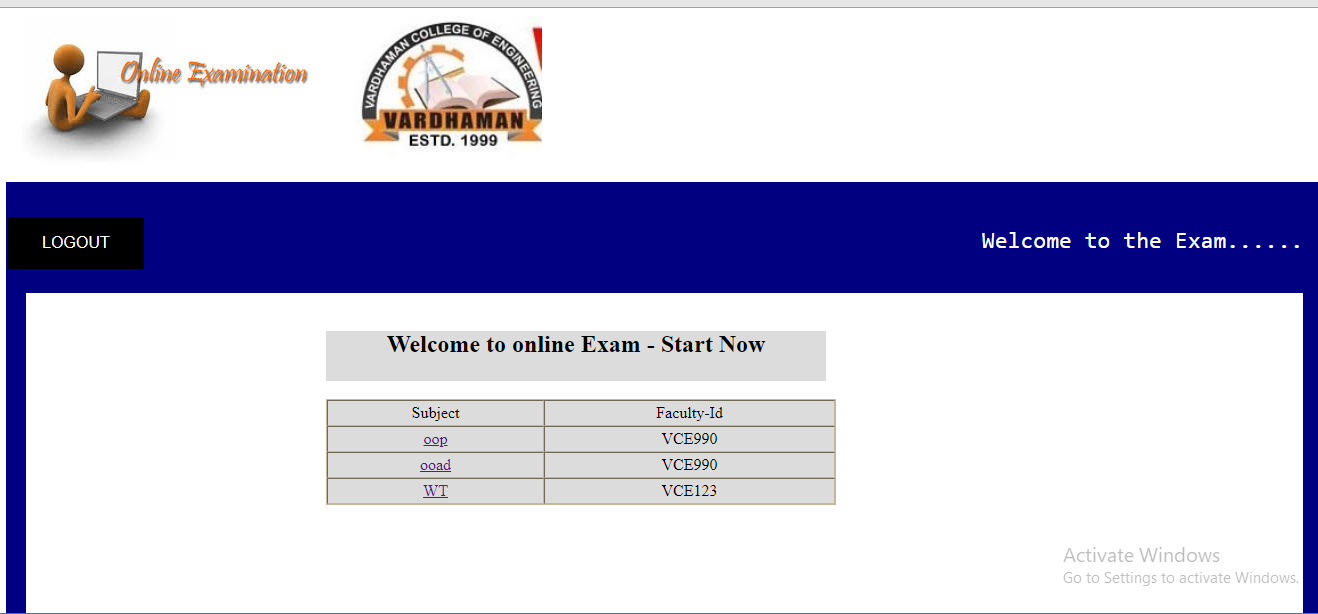 Online Examination
VARDHAMAN COLLEGE OF ENGINEERING
VARDHAMAN
ESTD. 1999
LOGOUT
Welcome to the Exam......
Welcome to online Exam - Start Now
Subject Faculty-Id
oop VCE990
ooad VCE990
WT VCE123
Activate Windows
Go to Settings to activate Windows.